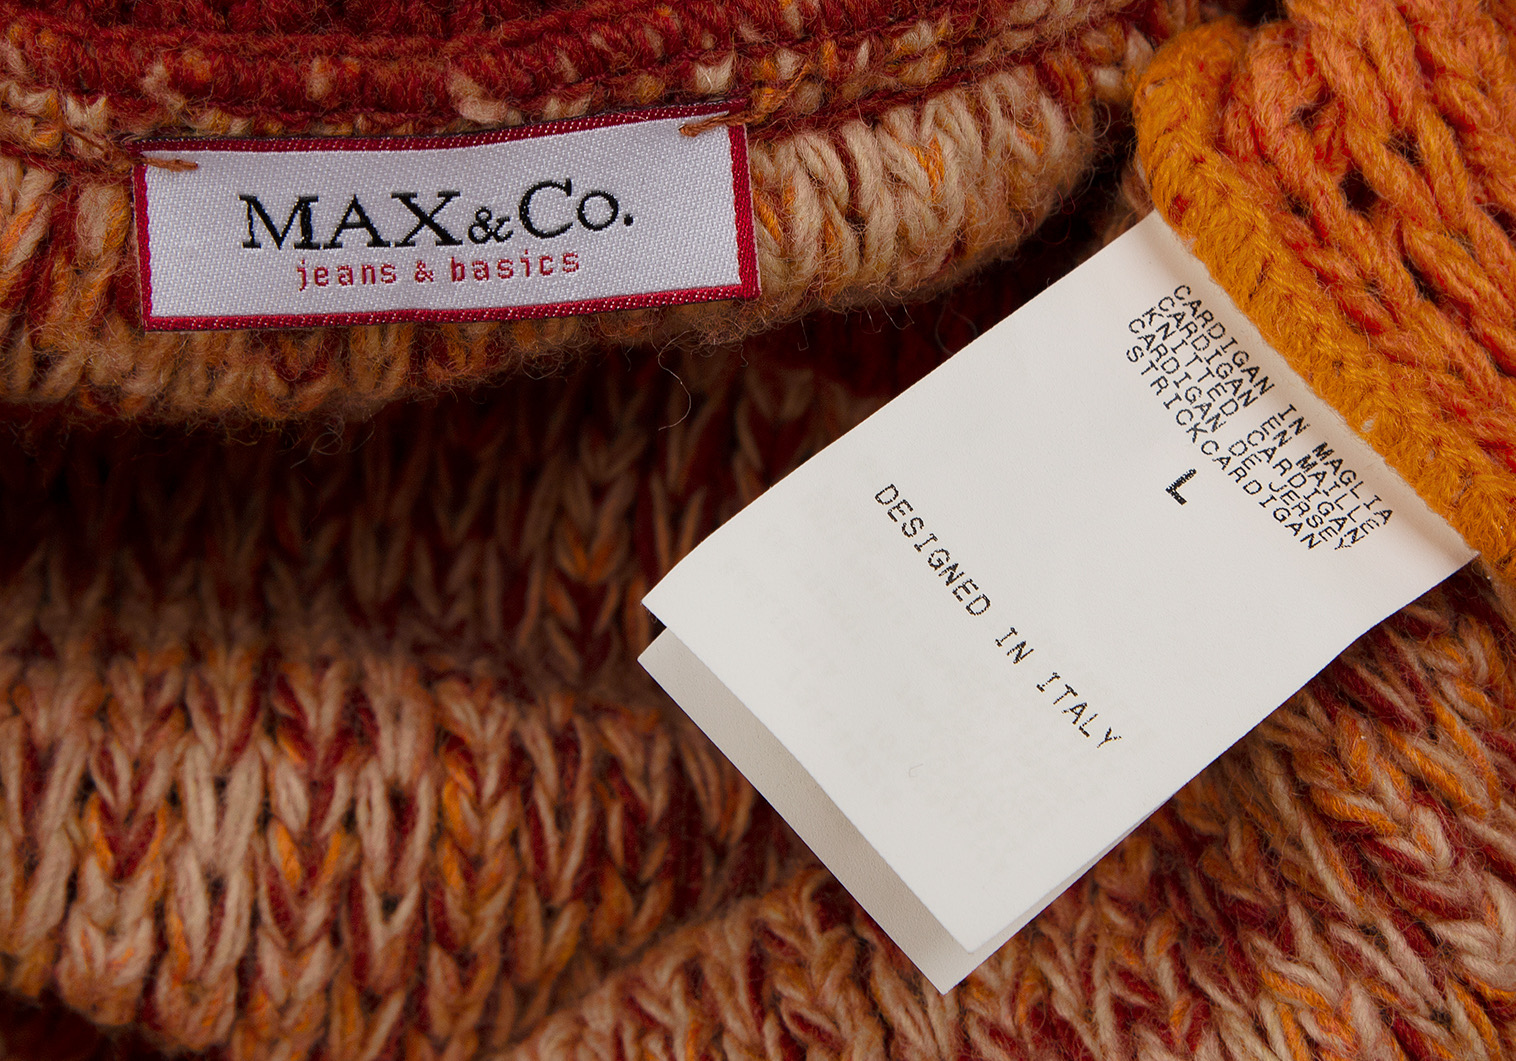 MAX&Co.
jeans & basics
CARDIGAN IN MAGLIA
CARDIGAN EN MAILLE
KNITTED CARDIGAN
CARDIGAN DE JERSEY
STRICKCARDIGAN
L
DESIGNED IN ITALY